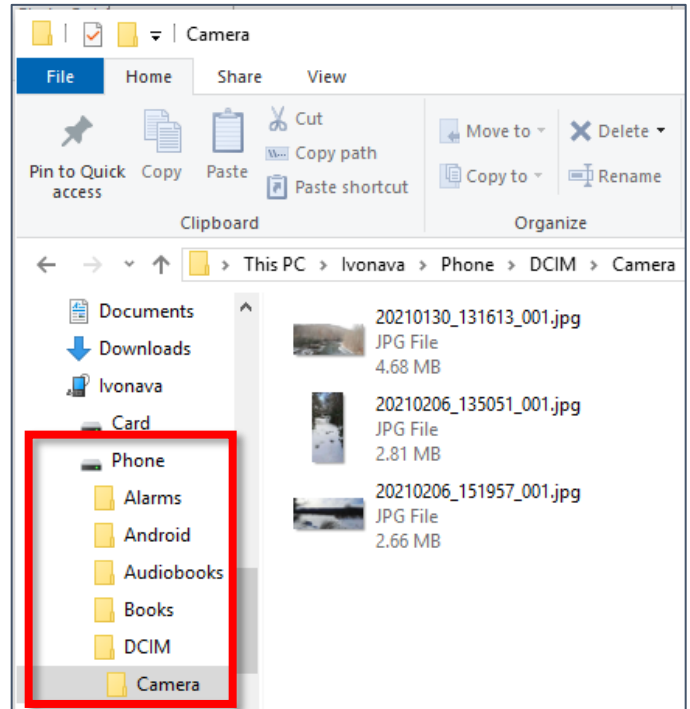 Camera
File Home Share View
Pin to Quick access
Copy
Paste
Cut
Copy path
Paste shortcut
Clipboard
Move to
Copy to
Delete
Rename
Organize
This PC > Ivonava > Phone > DCIM > Camera
Documents
Downloads
Ivonava
Card
Phone
Alarms
Android
Audiobooks
Books
DCIM
Camera
20210130_131613_001.jpg
JPG File
4.68 MB
20210206_135051_001.jpg
JPG File
2.81 MB
20210206_151957_001.jpg
JPG File
2.66 MB